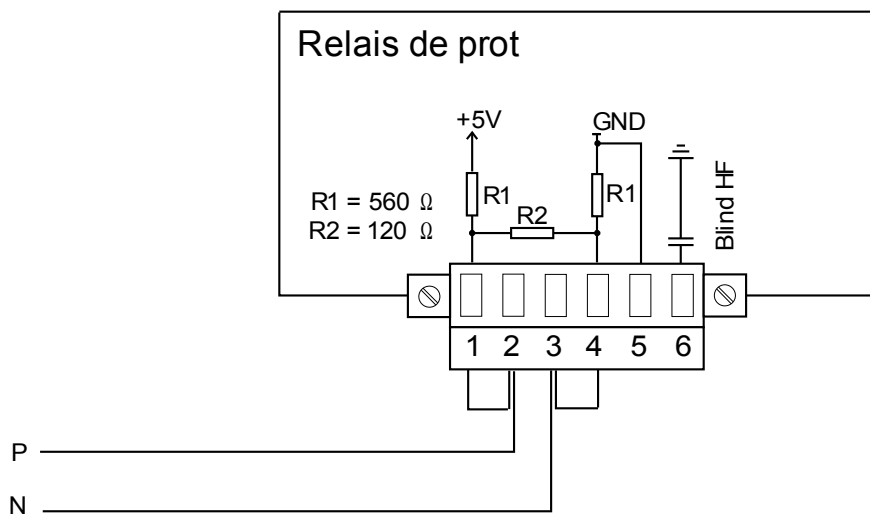 Relais de prot
+5V
GND
R1
R1
R2
R1 = 560 Ω
R2 = 120 Ω
Blind HF
1 2 3 4 5 6
P
N